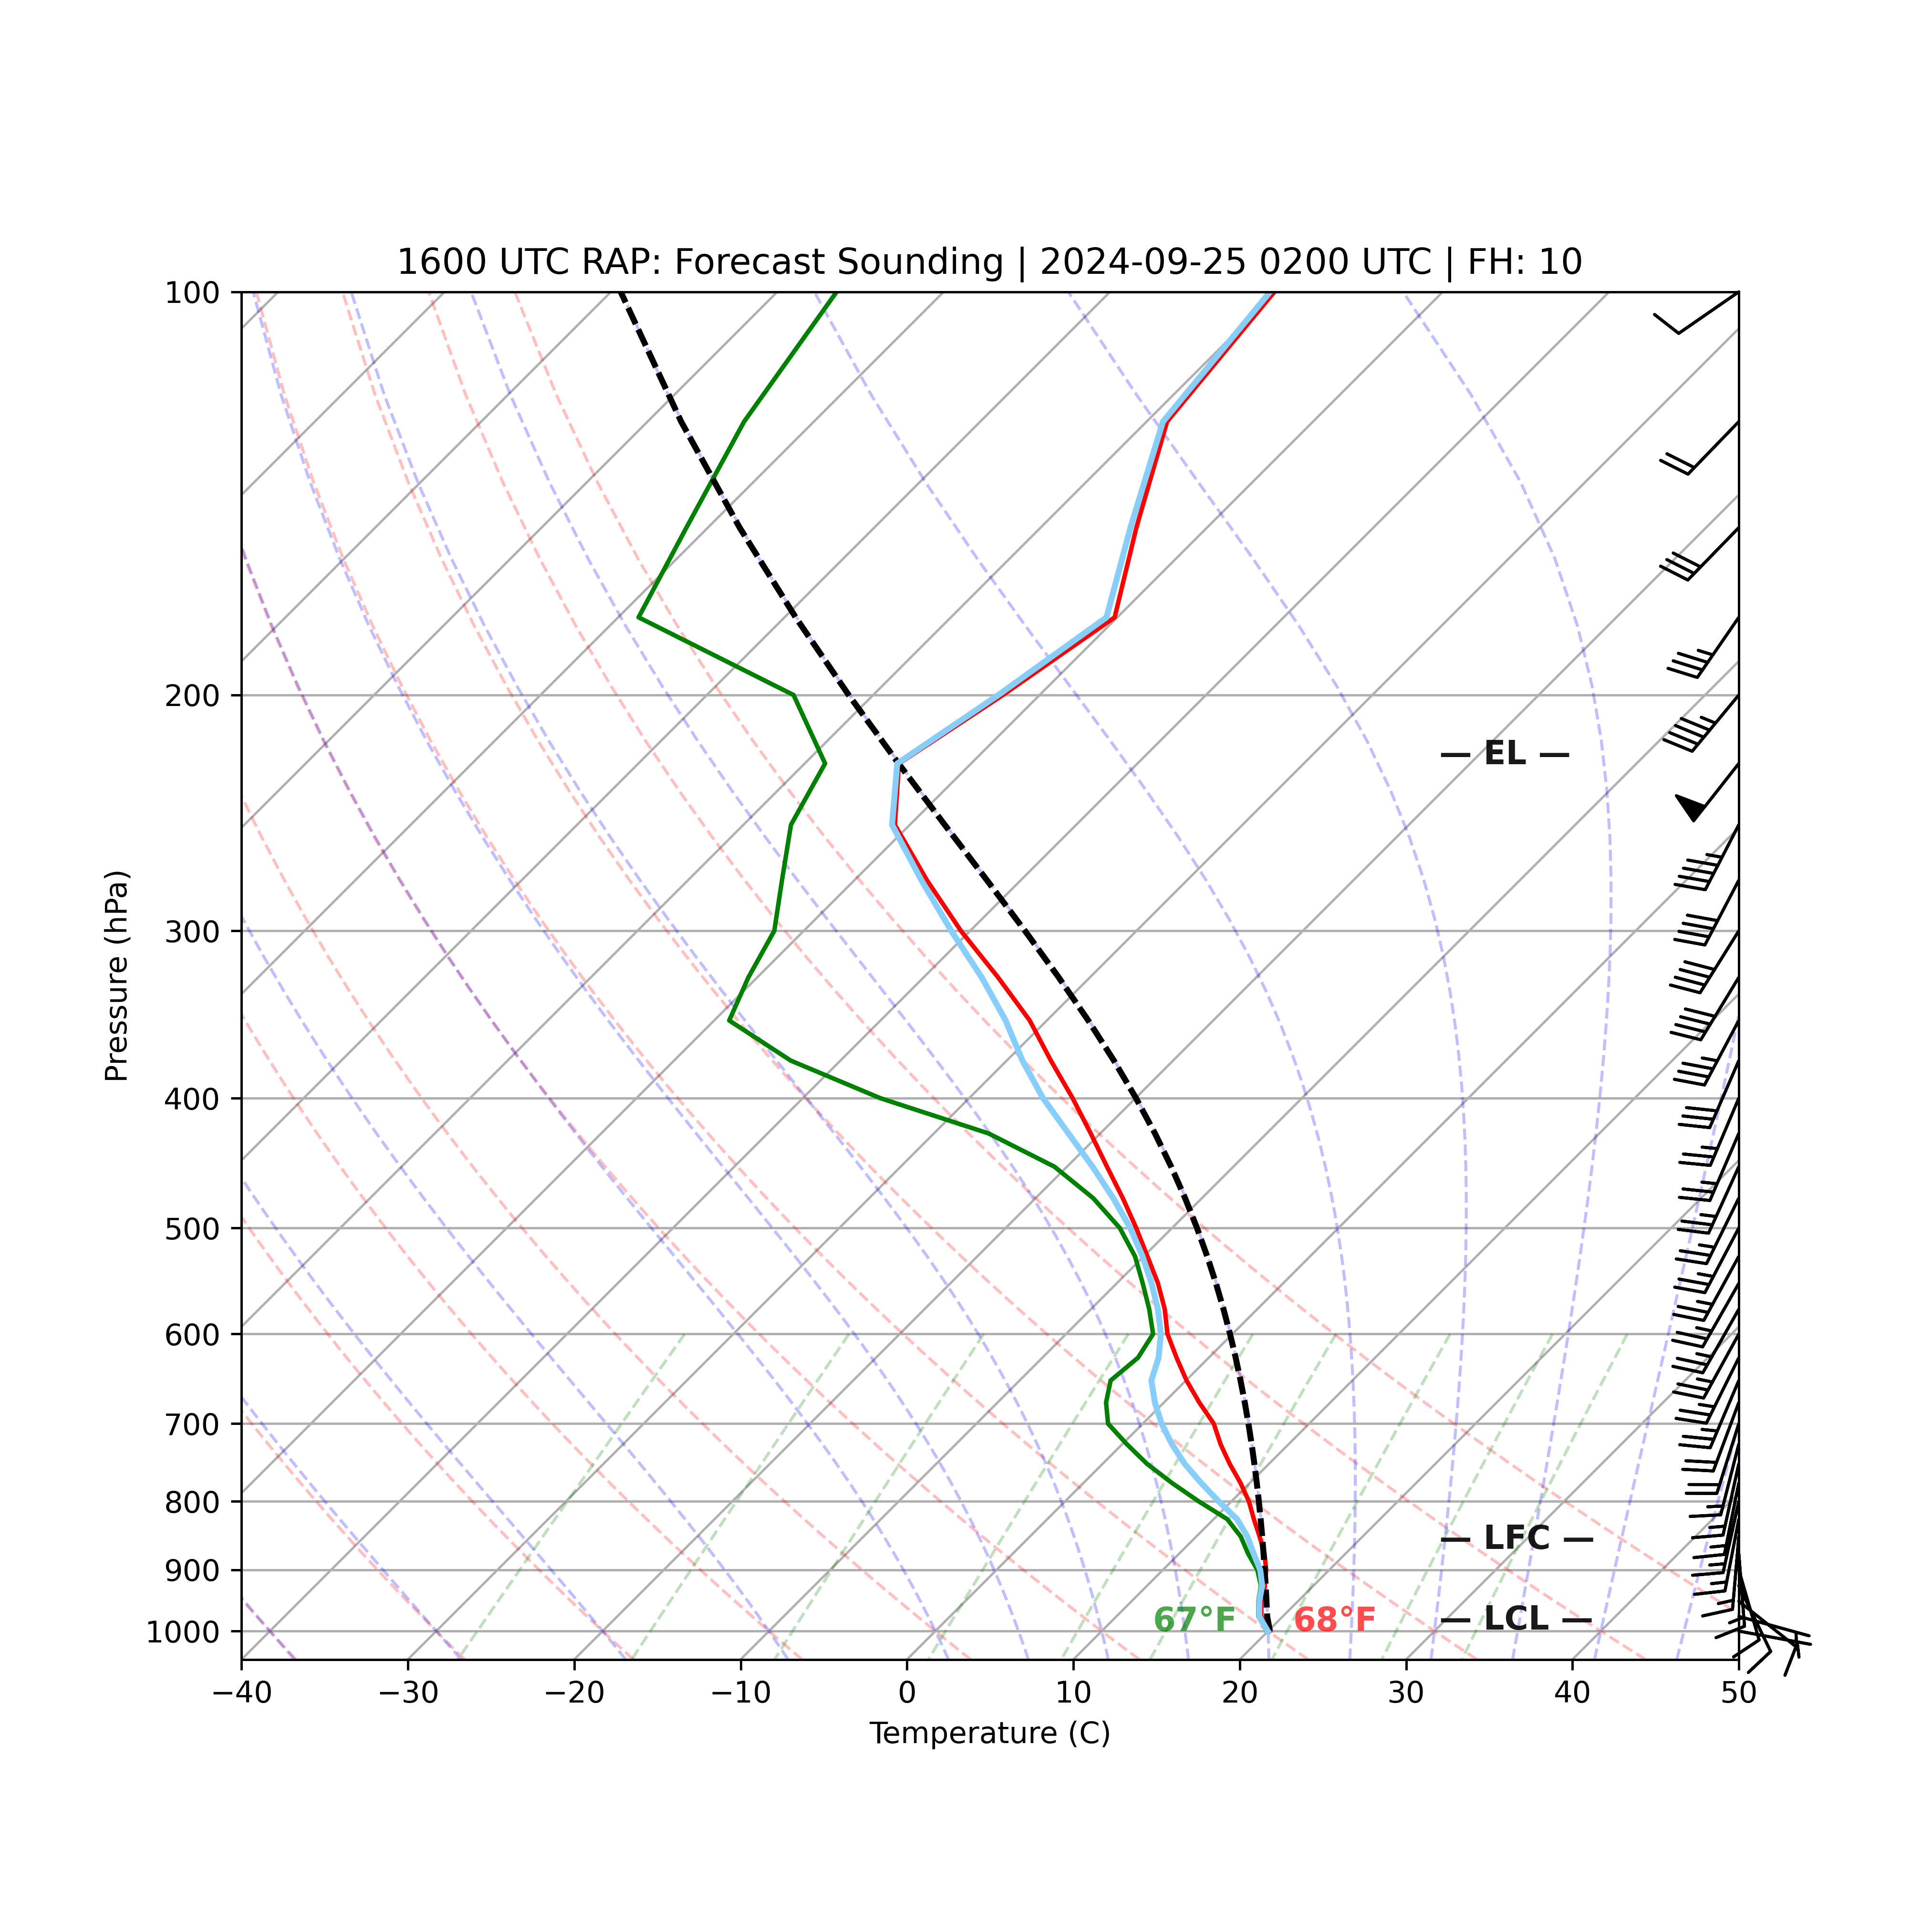 1600 UTC RAP: Forecast Sounding | 2024-09-25 0200 UTC | FH: 10
100
200
— EL —
Pressure (hPa)
300
400
500
600
700
800
— LFC —
900
67°F 68°F — LCL —
1000
−40 −30 −20 −10 0 10 20 30 40 50
Temperature (C)